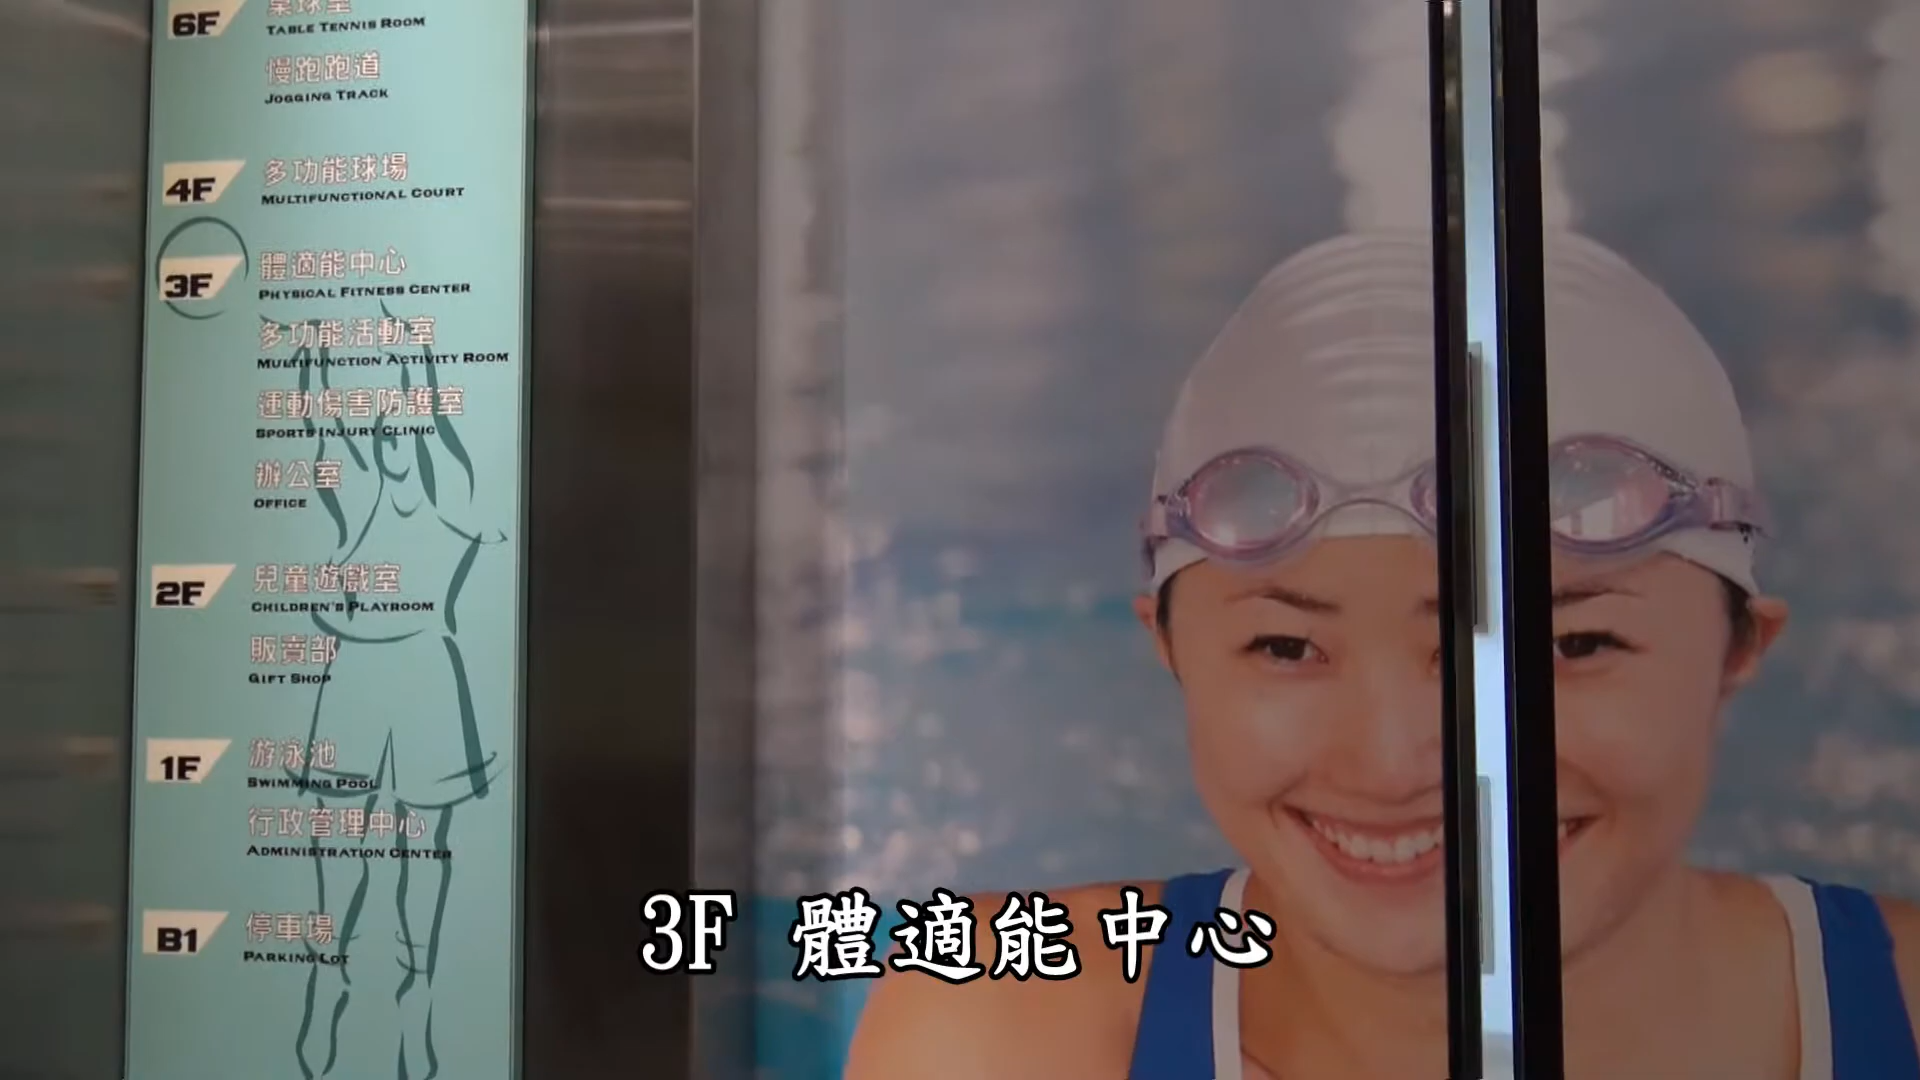 6F 桌球室
TABLE TENNIS ROOM
慢跑跑道
JOGGING TRACK
4F 多功能球場
MULTIFUNCTIONAL COURT
3F 體適能中心
PHYSICAL FITNESS CENTER
多功能活動室
MULTIFUNCTION ACTIVITY ROOM
運動傷害防護室
SPORTS INJURY CLINIC
辦公室
OFFICE
2F 兒童遊戲室
CHILDREN'S PLAYROOM
販賣部
GIFT SHOP
1F 游泳池
SWIMMING POOL
行政管理中心
ADMINISTRATION CENTER
B1 停車場
PARKING LOT
3F 體適能中心